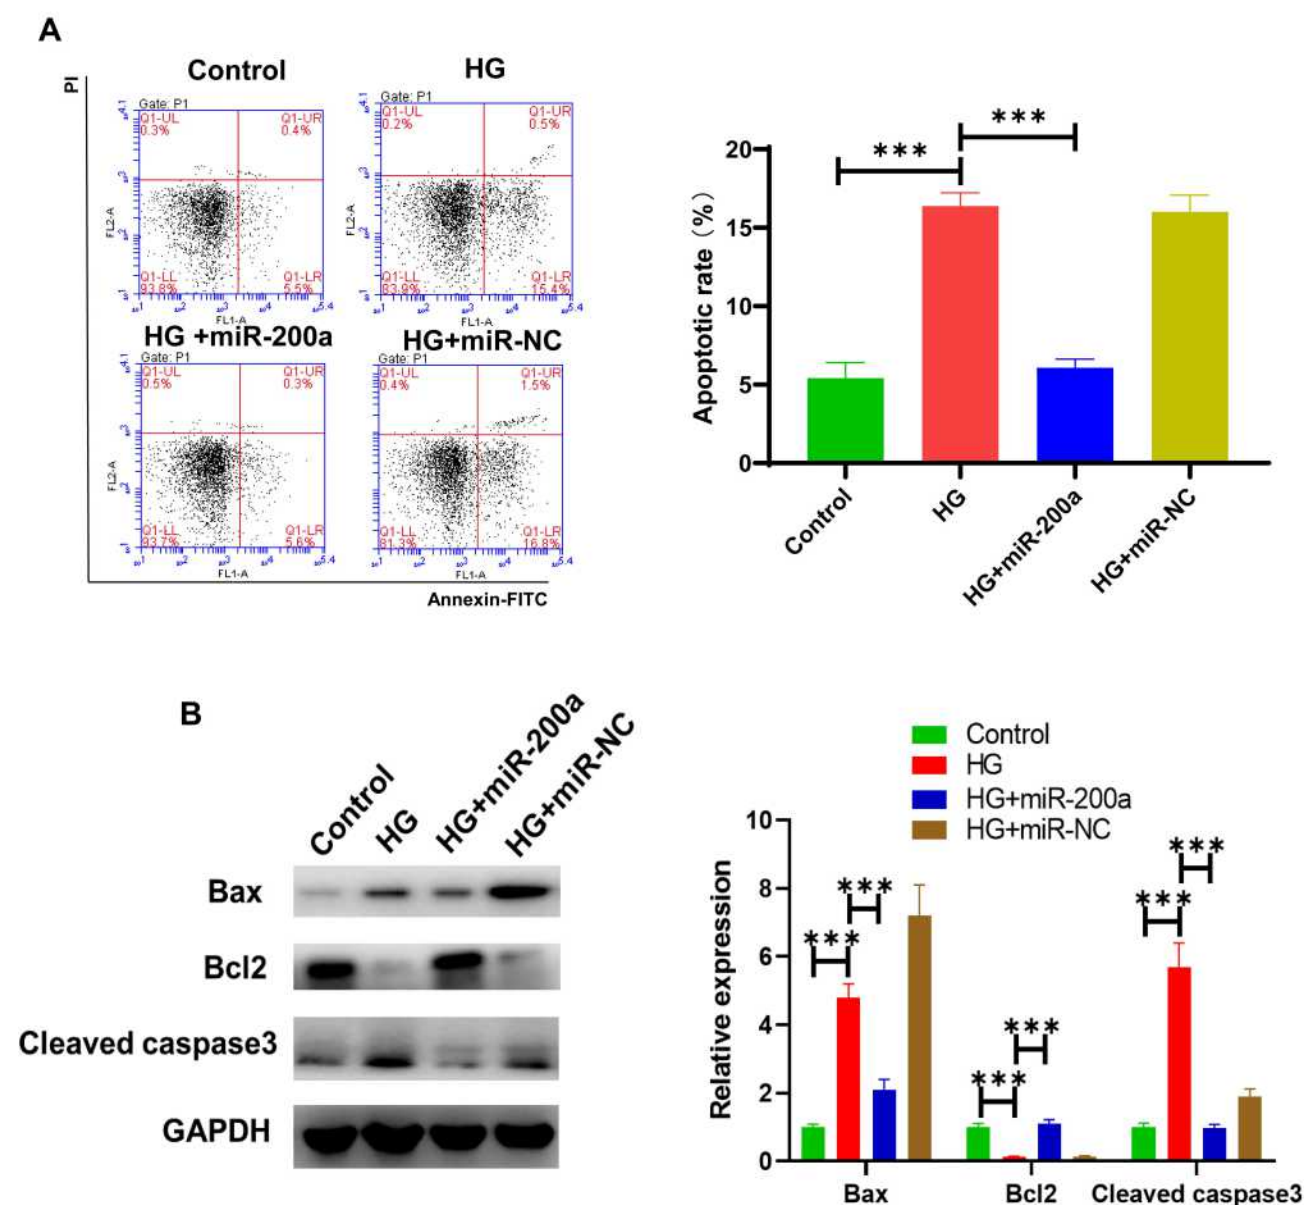 A
PI
Control
Gate: P1
Q1-UL
0.3%
Q1-UR
0.4%
Q1-LL
93.8%
Q1-LR
5.5%
FL2-A
FL1-A
HG
Gate: P1
Q1-UL
0.2%
Q1-UR
0.5%
Q1-LL
83.9%
Q1-LR
15.4%
FL2-A
FL1-A
HG +miR-200a
Gate: P1
Q1-UL
0.5%
Q1-UR
0.3%
Q1-LL
93.7%
Q1-LR
5.6%
FL2-A
FL1-A
HG+miR-NC
Gate: P1
Q1-UL
0.4%
Q1-UR
1.5%
Q1-LL
81.3%
Q1-LR
16.8%
FL2-A
FL1-A
Annexin-FITC
Apoptotic rate (%)
20
15
10
5
0
***
***
Control
HG
HG+miR-200a
HG+miR-NC
B
Control
HG
HG+miR-200a
HG+miR-NC
Bax
Bcl2
Cleaved caspase3
GAPDH
Control
HG
HG+miR-200a
HG+miR-NC
Relative expression
10
8
6
4
2
0
***
***
***
***
***
***
Bax
Bcl2
Cleaved caspase3